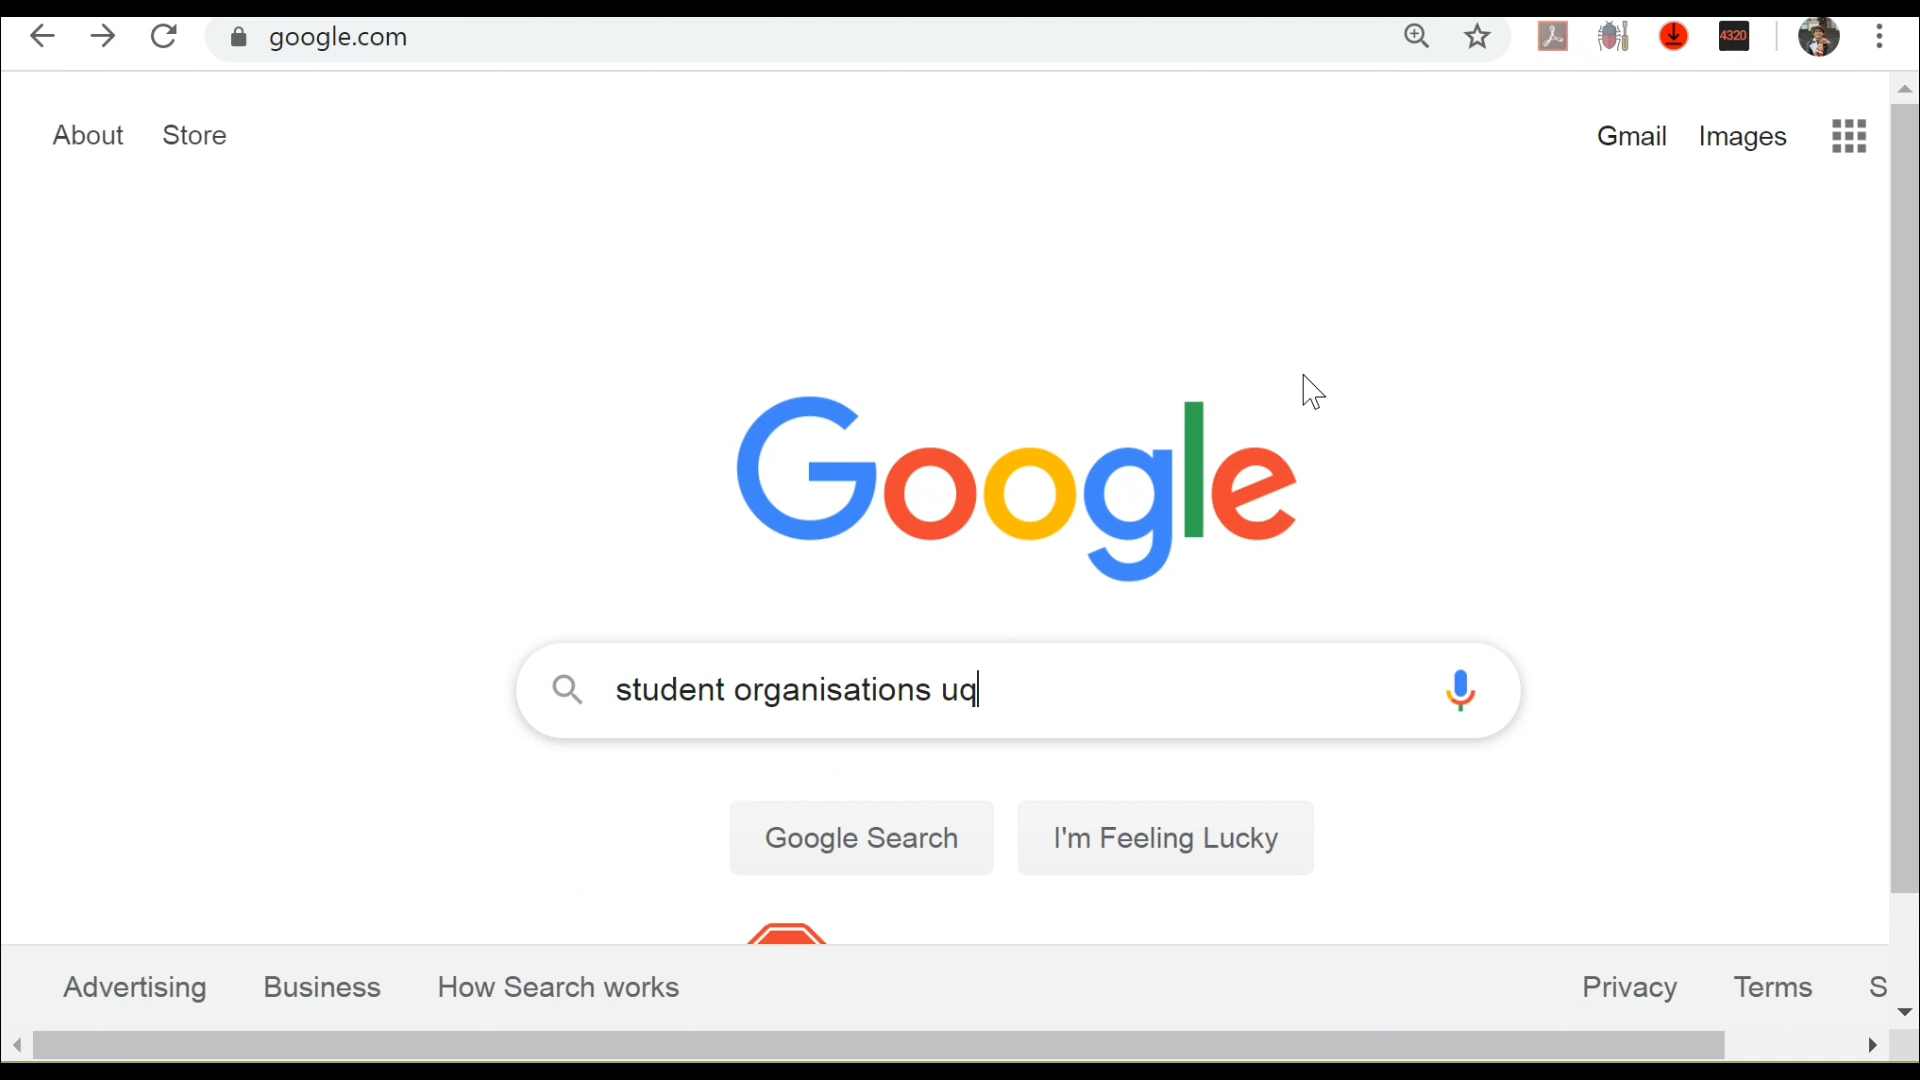 google.com
4320
About Store Gmail Images
Google
student organisations uq
Google Search I'm Feeling Lucky
Advertising Business How Search works Privacy Terms S